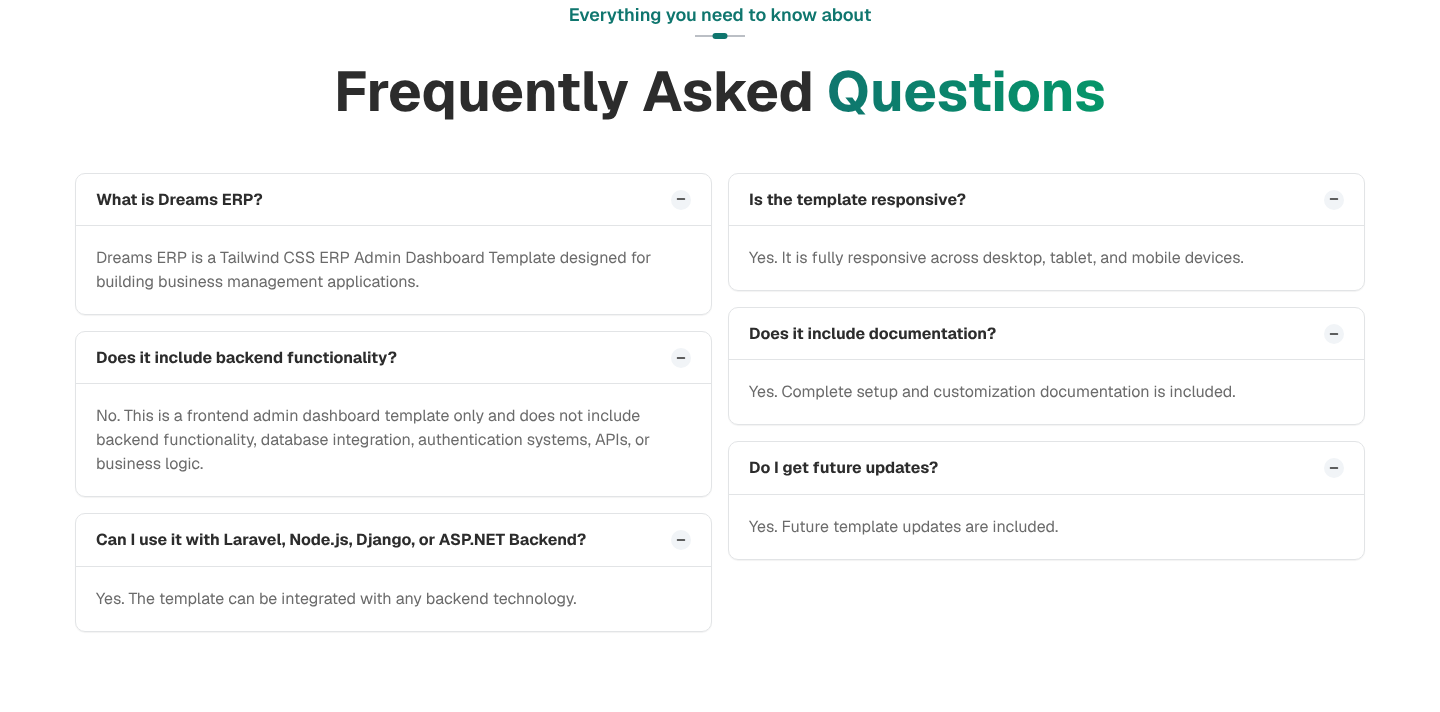 Everything you need to know about
Frequently Asked Questions
What is Dreams ERP?
Dreams ERP is a Tailwind CSS ERP Admin Dashboard Template designed for
building business management applications.
Does it include backend functionality?
No. This is a frontend admin dashboard template only and does not include
backend functionality, database integration, authentication systems, APIs, or
business logic.
Can I use it with Laravel, Node.js, Django, or ASP.NET Backend?
Yes. The template can be integrated with any backend technology.
Is the template responsive?
Yes. It is fully responsive across desktop, tablet, and mobile devices.
Does it include documentation?
Yes. Complete setup and customization documentation is included.
Do I get future updates?
Yes. Future template updates are included.